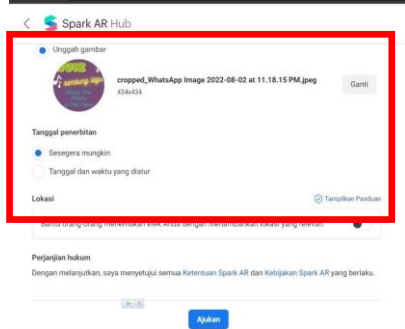 Spark AR Hub
Unggah gambar
cropped_WhatsApp Image 2022-08-02 at 11.18.15 PM.jpeg
434x434
Ganti
Tanggal penerbitan
Sesegera mungkin
Tanggal dan waktu yang diatur
Lokasi
Tampilkan Panduan
Bantu orang-orang menemukan efek Anda dengan menambahkan lokasi yang relevan.
Perjanjian hukum
Dengan melanjutkan, saya menyetujui semua Ketentuan Spark AR dan Kebijakan Spark AR yang berlaku.
Ajukan